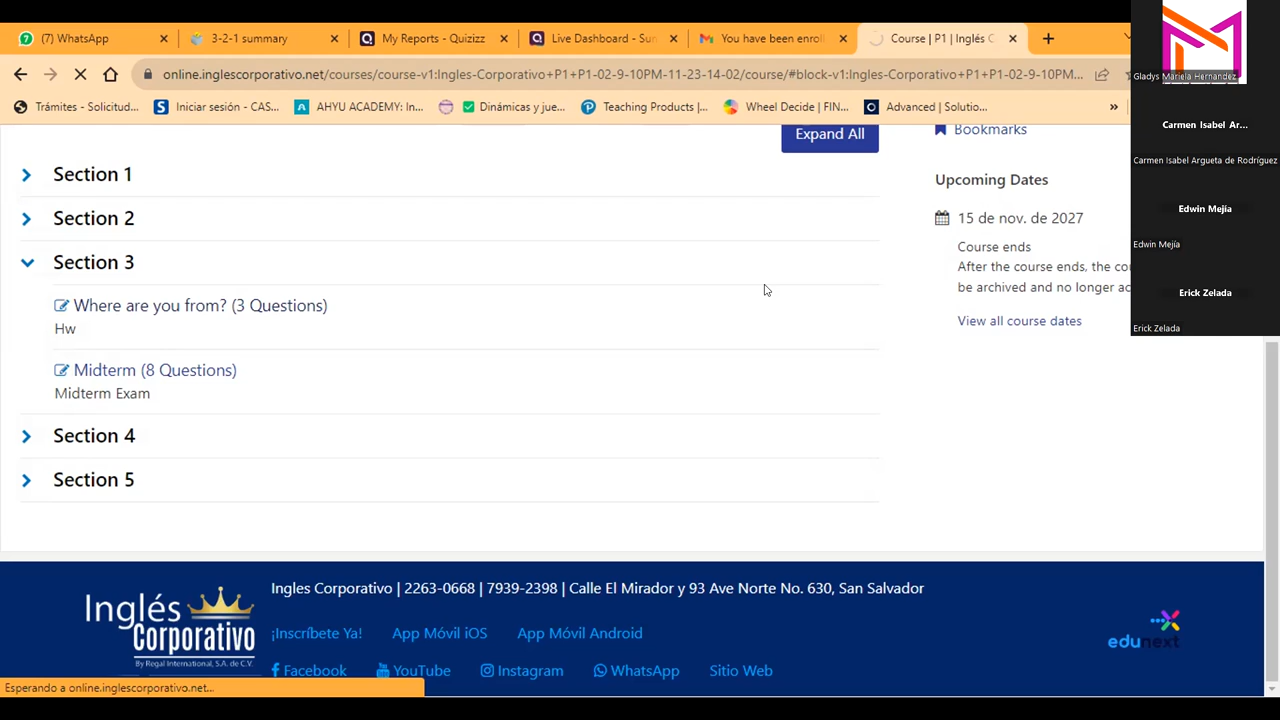 (7) WhatsApp
3-2-1 summary
My Reports - Quizizz
Live Dashboard - Sun
You have been enrol
Course | P1 | Inglés C
online.inglescorporativo.net/courses/course-v1:Ingles-Corporativo+P1+P1-02-9-10PM-11-23-14-02/course/#block-v1:Ingles-Corporativo+P1+P1-02-9-10PM...
Trámites - Solicitud...
Iniciar sesión - CAS...
AHYU ACADEMY: In...
Dinámicas y jue...
Teaching Products |...
Wheel Decide | FIN...
Advanced | Solutio...
»
Gladys Mariela Hernandez
Carmen Isabel Ar...
Carmen Isabel Argueta de Rodríguez
Edwin Mejía
Edwin Mejía
Erick Zelada
Erick Zelada
Expand All
Bookmarks
Section 1
Section 2
Section 3
Where are you from? (3 Questions)
Hw
Midterm (8 Questions)
Midterm Exam
Section 4
Section 5
Upcoming Dates
15 de nov. de 2027
Course ends
After the course ends, the cou
be archived and no longer ac
View all course dates
Inglés
Corporativo
By Regal International, S.A. de C.V.
Ingles Corporativo | 2263-0668 | 7939-2398 | Calle El Mirador y 93 Ave Norte No. 630, San Salvador
¡Inscríbete Ya! App Móvil iOS App Móvil Android
Facebook YouTube Instagram WhatsApp Sitio Web
edunext
Esperando a online.inglescorporativo.net...